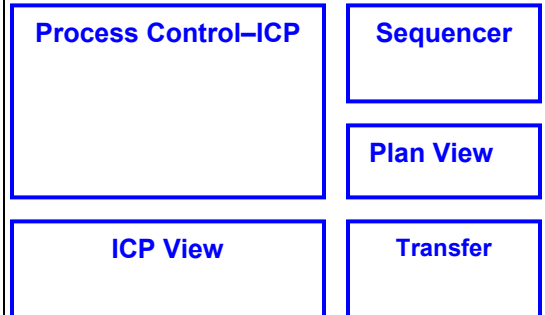 Process Control–ICP
Sequencer
Plan View
ICP View
Transfer